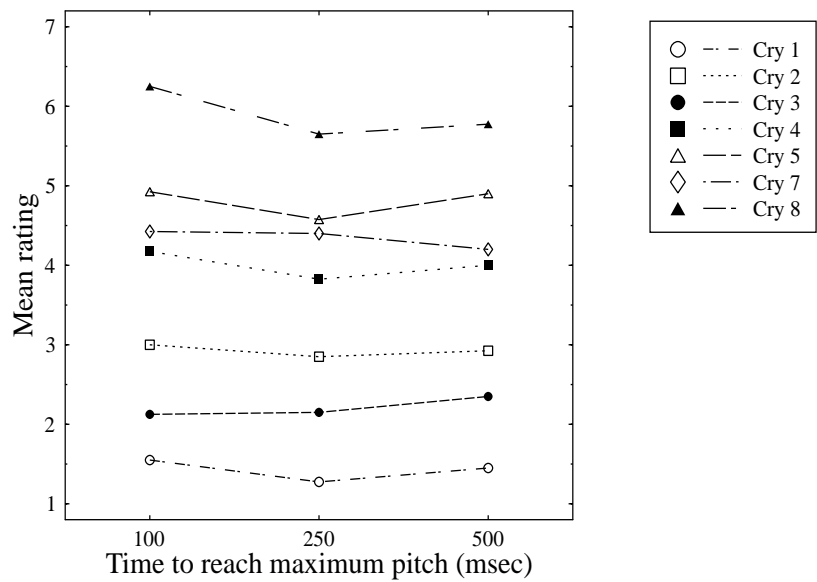 7
6
5
4
3
2
1
Mean rating
100 250 500
Time to reach maximum pitch (msec)
Cry 1
Cry 2
Cry 3
Cry 4
Cry 5
Cry 7
Cry 8